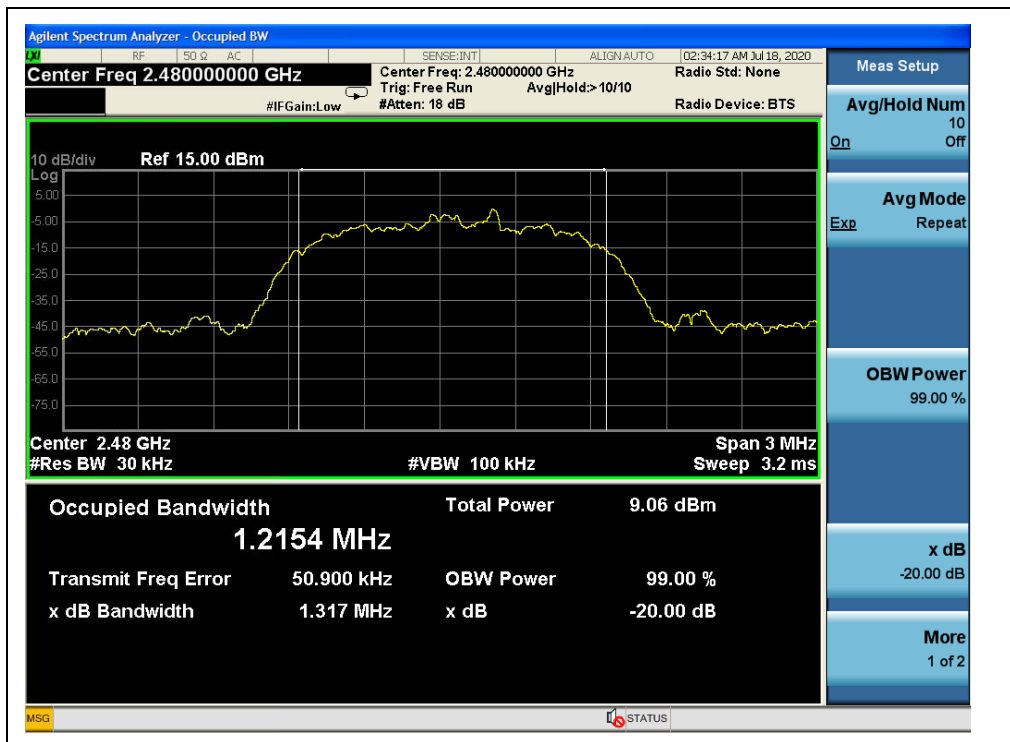 Agilent Spectrum Analyzer - Occupied BW
LXI RF 50 Ω AC SENSE:INT ALIGN AUTO 02:34:17 AM Jul 18, 2020
Center Freq 2.480000000 GHz
Center Freq: 2.480000000 GHz
Radio Std: None
Trig: Free Run Avg|Hold:>10/10
#IFGain:Low
#Atten: 18 dB
Radio Device: BTS
10 dB/div Ref 15.00 dBm
Log
5.00
-5.00
-15.0
-25.0
-35.0
-45.0
-55.0
-65.0
-75.0
Center 2.48 GHz Span 3 MHz
#Res BW 30 kHz #VBW 100 kHz Sweep 3.2 ms
Occupied Bandwidth Total Power 9.06 dBm
1.2154 MHz
Transmit Freq Error 50.900 kHz OBW Power 99.00 %
x dB Bandwidth 1.317 MHz x dB -20.00 dB
Meas Setup
Avg/Hold Num
10
On Off
Avg Mode
Exp Repeat
OBW Power
99.00 %
x dB
-20.00 dB
More
1 of 2
MSG STATUS